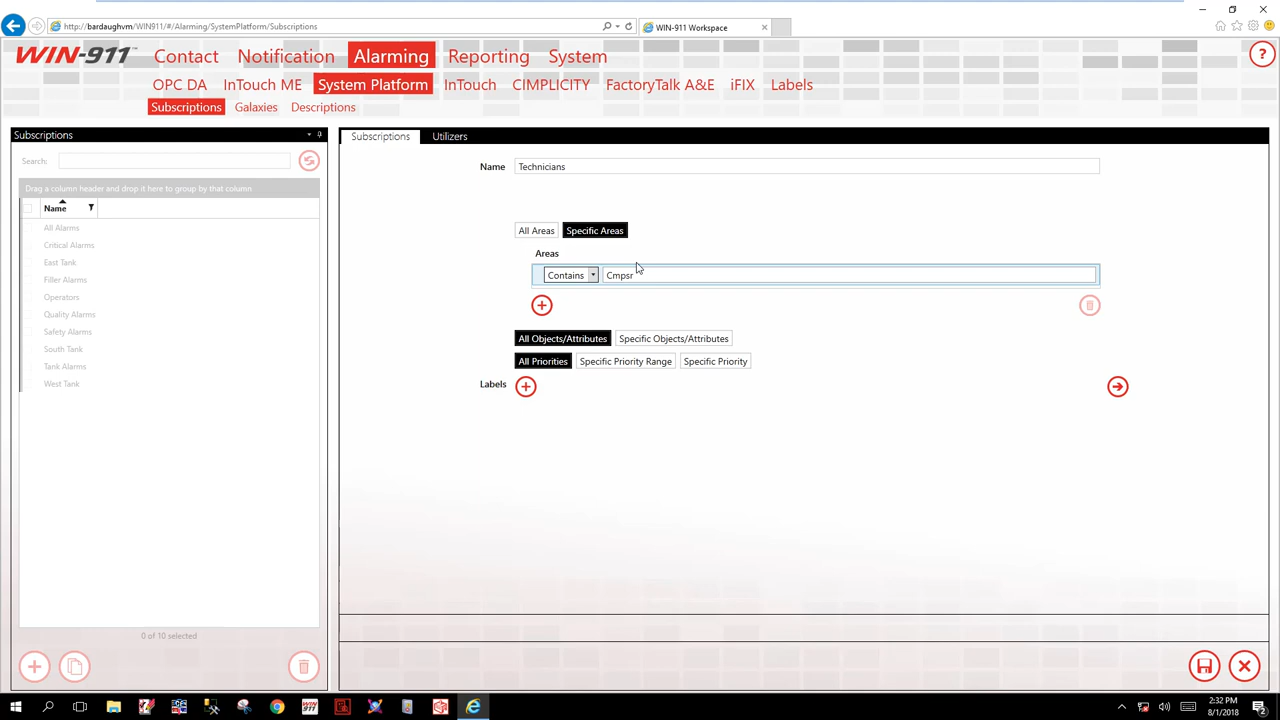 http://bardaughvm/WIN911/#/Alarming/SystemPlatform/Subscriptions
WIN-911 Workspace
WIN-911
Contact Notification Alarming Reporting System
OPC DA InTouch ME System Platform InTouch CIMPLICITY FactoryTalk A&E iFIX Labels
Subscriptions Galaxies Descriptions
?
Subscriptions
Search:
Drag a column header and drop it here to group by that column
Name
All Alarms
Critical Alarms
East Tank
Filler Alarms
Operators
Quality Alarms
Safety Alarms
South Tank
Tank Alarms
West Tank
0 of 10 selected
Subscriptions Utilizers
Name Technicians
All Areas Specific Areas
Areas
Contains Cmpsr
All Objects/Attributes Specific Objects/Attributes
All Priorities Specific Priority Range Specific Priority
Labels
2:32 PM
8/1/2018